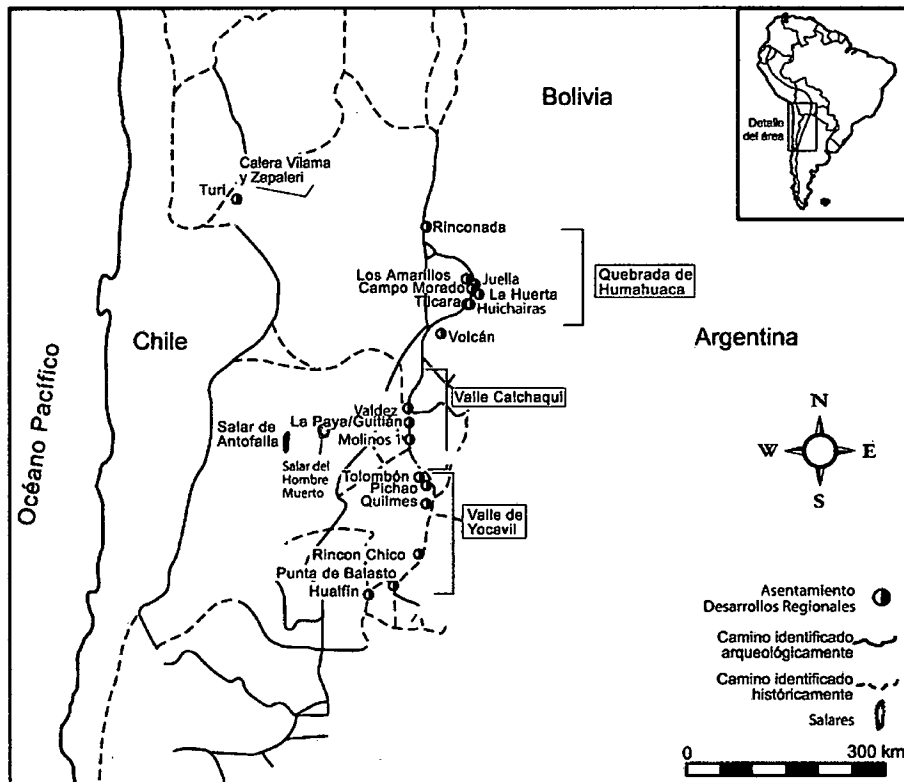 Bolivia
Detalle
del área
Calera Vilama
y Zapaleri
Turi
Rinconada
Los Amarillos
Juella
Campo Morado
La Huerta
Tilcara
Huichairas
Quebrada de
Humahuaca
Volcán
Chile
Argentina
Océano Pacífico
Valle Calchaqui
Valdez
La Paya/Guitián
Molinos 1
Salar de
Antofalla
Salar del
Hombre
Muerto
Tolombón
Pichao
Quilmes
Valle de
Yocavil
Rincon Chico
Punta de Balasto
Hualfín
N
W
E
S
Asentamiento
Desarrollos Regionales
Camino identificado
arqueológicamente
Camino identificado
históricamente
Salares
0
300 km